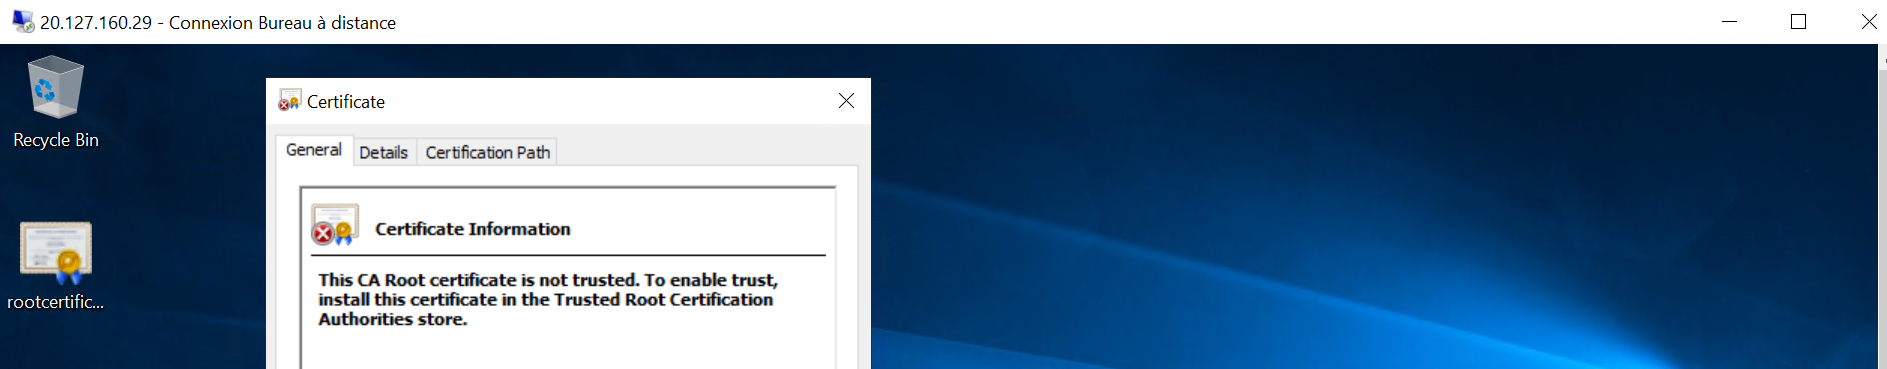 20.127.160.29 - Connexion Bureau à distance
Recycle Bin
rootcertific...
Certificate
General Details Certification Path
Certificate Information
This CA Root certificate is not trusted. To enable trust,
install this certificate in the Trusted Root Certification
Authorities store.